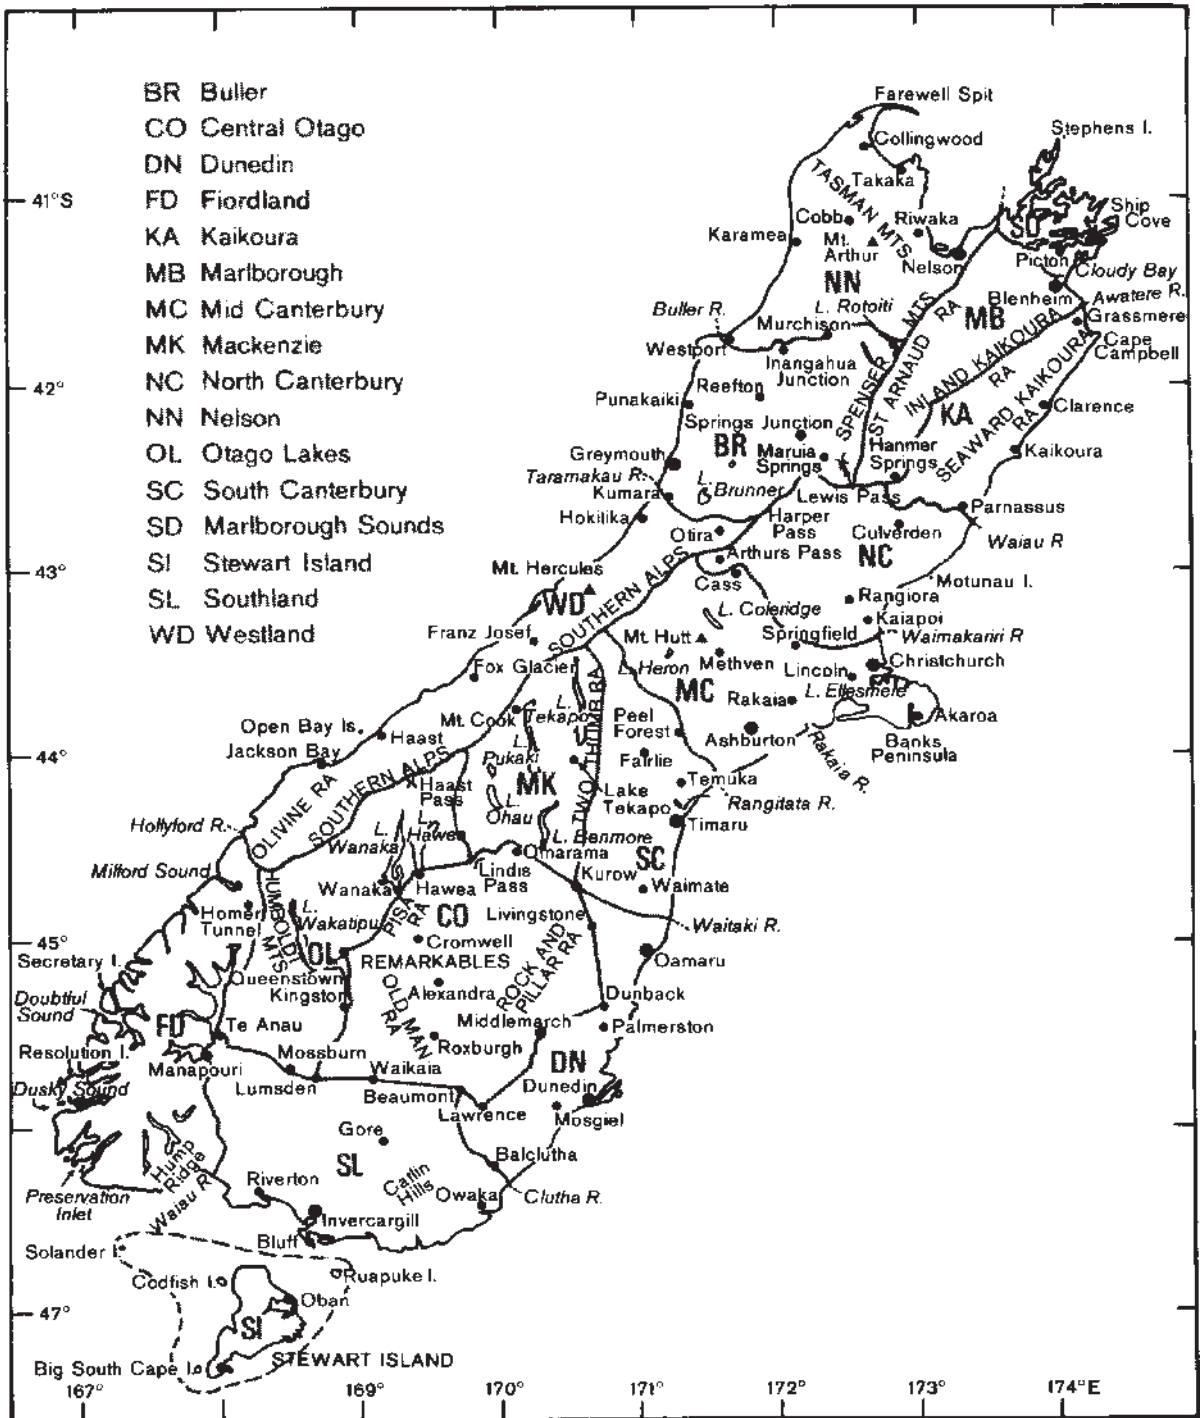 BR Buller
CO Central Otago
DN Dunedin
FD Fiordland
KA Kaikoura
MB Marlborough
MC Mid Canterbury
MK Mackenzie
NC North Canterbury
NN Nelson
OL Otago Lakes
SC South Canterbury
SD Marlborough Sounds
SI Stewart Island
SL Southland
WD Westland
Farewell Spit
Collingwood
Stephens I.
Takaka
TASMAN MTS
41°S
Cobb
Riwaka
SD
Ship
Cove
Karamea
Mt.
Arthur
Nelson
Picton
Cloudy Bay
NN
Blenheim
Awatere R.
Buller R.
L. Rotoiti
MB
Grassmere
Murchison
Westport
Inangahua
Junction
Cape
Campbell
SPENSER MTS
ST ARNAUD RA
INLAND KAIKOURA
RA
SEAWARD KAIKOURA
RA
42°
Reefton
Punakaiki
Springs Junction
KA
Clarence
BR
Maruia
Springs
Hanmer
Springs
Kaikoura
Greymouth
Taramakau R.
L.
Brunner
Kumara
Lewis Pass
Parnassus
Hokitika
Harper
Pass
Culverden
Otira
Waiau R
Arthurs Pass
NC
43°
Mt. Hercules
Cass
Motunau I.
WD
SOUTHERN ALPS
L. Coleridge
Rangiora
Kaiapoi
Franz Josef
Mt. Hutt
Springfield
Waimakariri R
Fox Glacier
L. Heron
Methven
Lincoln
Christchurch
MC
Rakaia
L. Ellesmere
Mt. Cook
L.
Tekapo
TWO THUMB RA
Peel
Forest
Akaroa
Open Bay Is.
Haast
Ashburton
Banks
Peninsula
Jackson Bay
L.
Pukaki
Fairlie
Rakaia R.
44°
SOUTHERN ALPS
Haast
Pass
MK
Temuka
Lake
Tekapo
Rangitata R.
OLIVINE RA
L.
Ohau
Timaru
Hollyford R.
L.
Wanaka
L.
Hawea
L. Benmore
Omarama
SC
Milford Sound
Lindis
Pass
Kurow
Wanaka
Hawea
Waimate
HUMBOLDT
MTS
L.
Wakatipu
PISA
RA
CO
Livingstone
Waitaki R.
Homer
Tunnel
Cromwell
45°
Secretary I.
OL
REMARKABLES
ROCK AND
PILLAR RA
Oamaru
Queenstown
Kingston
Alexandra
Dunback
Doubtful
Sound
OLD MAN
RA
FD
Te Anau
Middlemarch
Palmerston
Roxburgh
Resolution I.
Mossburn
Manapouri
Waikaia
DN
Dusky Sound
Lumsden
Beaumont
Dunedin
Lawrence
Mosgiel
Gore
SL
Balclutha
Hump
Ridge
Riverton
Catlin
Hills
Preservation
Inlet
Waiau R
Owaka
Clutha R.
Invercargill
Bluff
Solander I.
Codfish I.
Ruapuke I.
Oban
47°
SI
Big South Cape I.
STEWART ISLAND
167°
169°
170°
171°
172°
173°
174°E